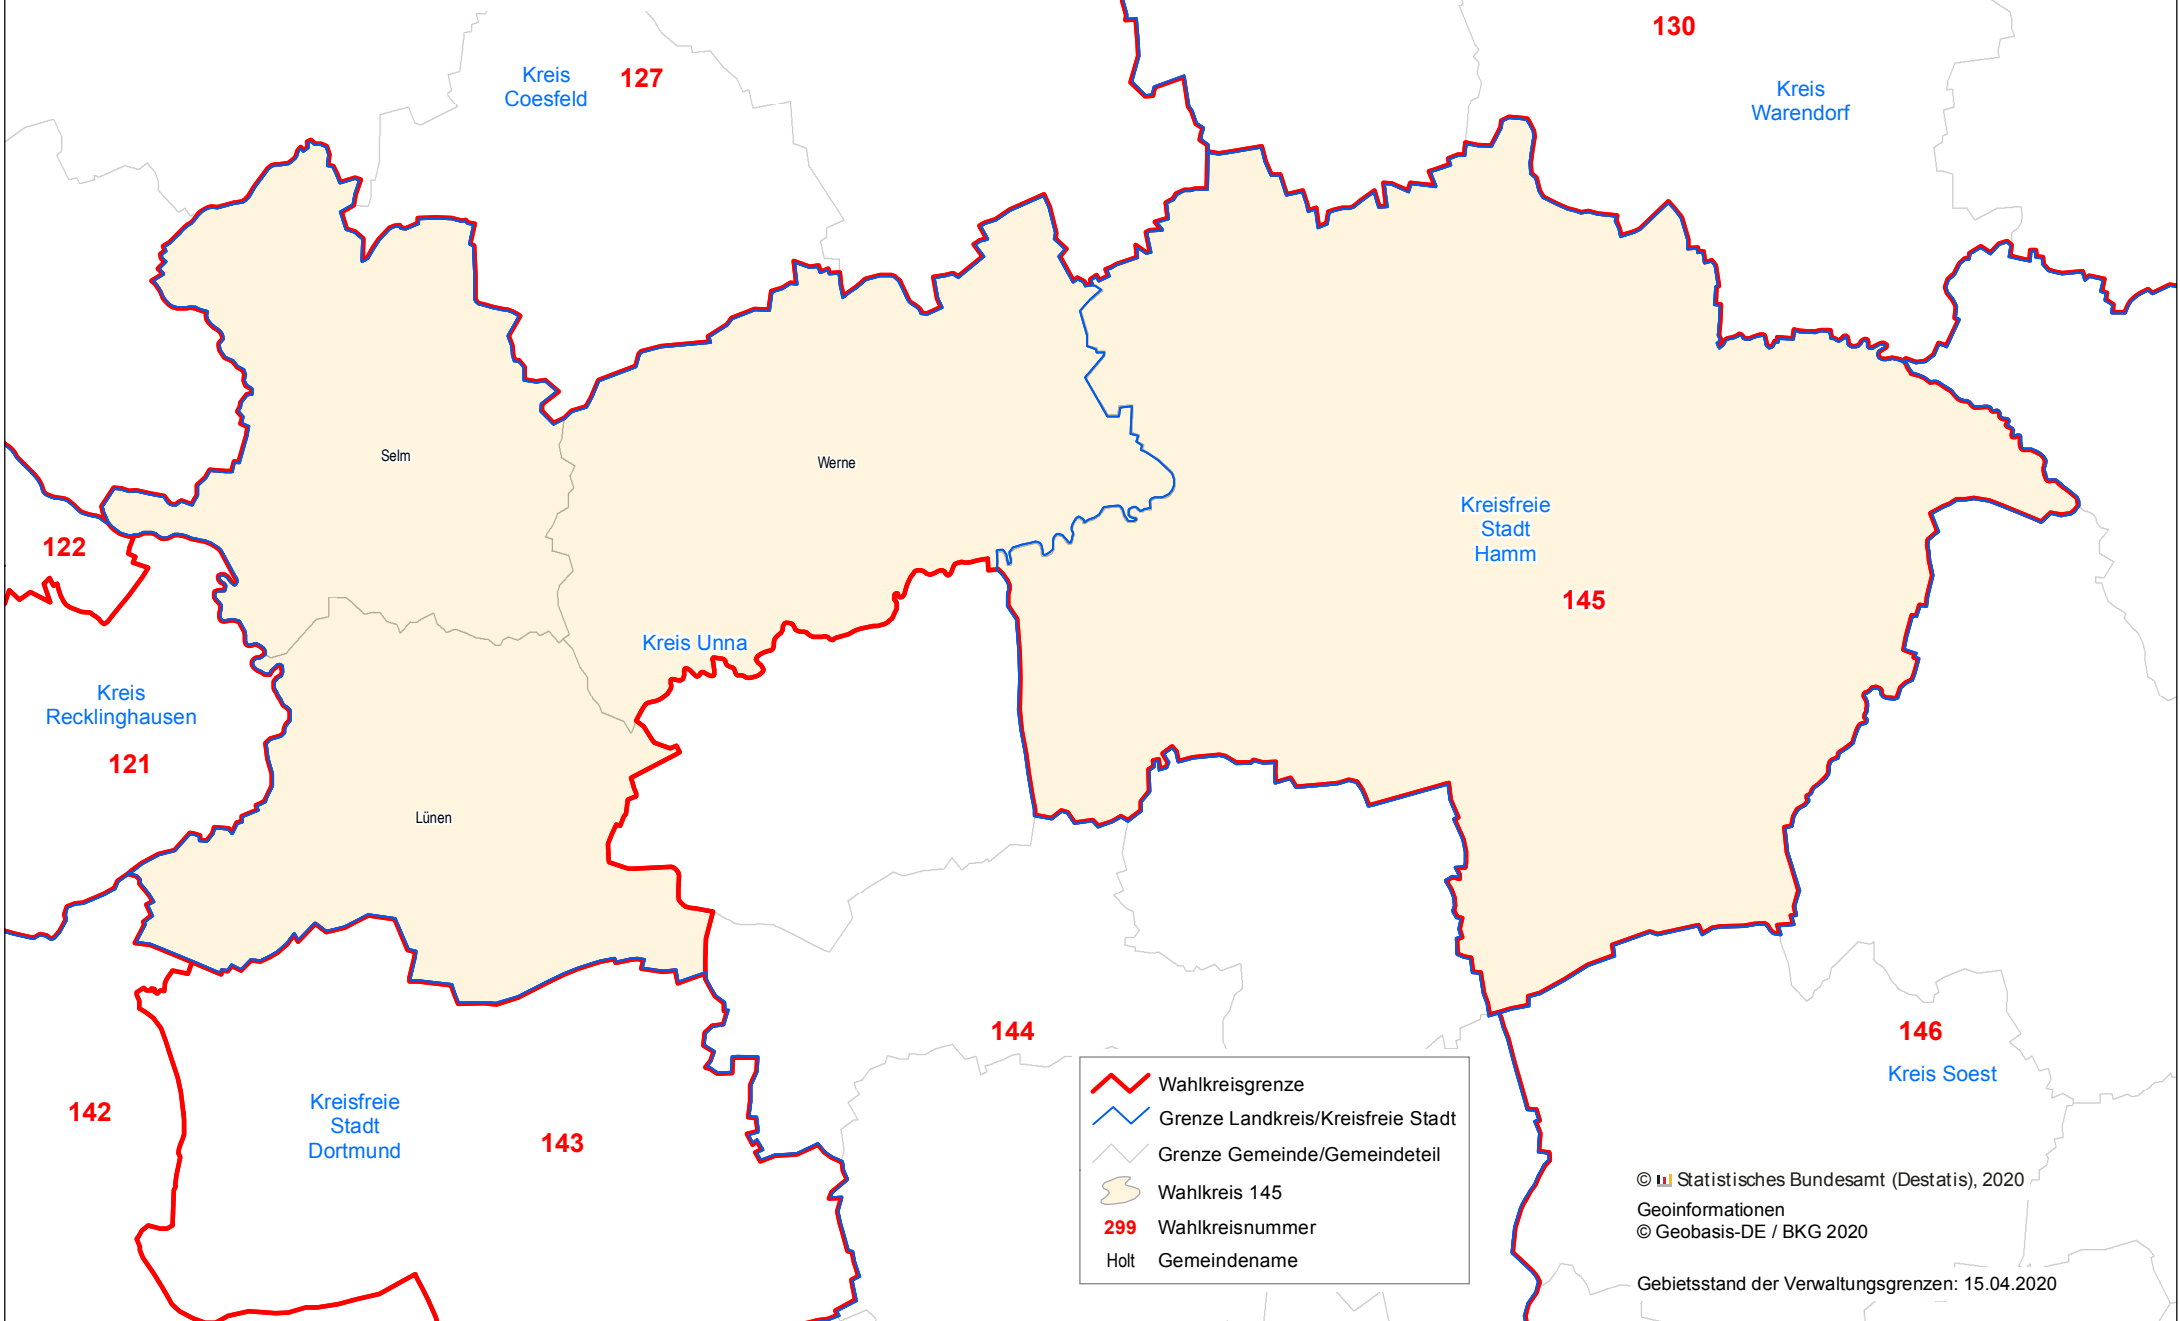 130
Kreis
Coesfeld
127
Kreis
Warendorf
Selm
Werne
Kreisfreie
Stadt
Hamm
122
145
Kreis Unna
Kreis
Recklinghausen
121
Lünen
144
146
Kreis Soest
142
Kreisfreie
Stadt
Dortmund
143
Wahlkreisgrenze
Grenze Landkreis/Kreisfreie Stadt
Grenze Gemeinde/Gemeindeteil
Wahlkreis 145
299 Wahlkreisnummer
Holt Gemeindename
© Statistisches Bundesamt (Destatis), 2020
Geoinformationen
© Geobasis-DE / BKG 2020
Gebietsstand der Verwaltungsgrenzen: 15.04.2020